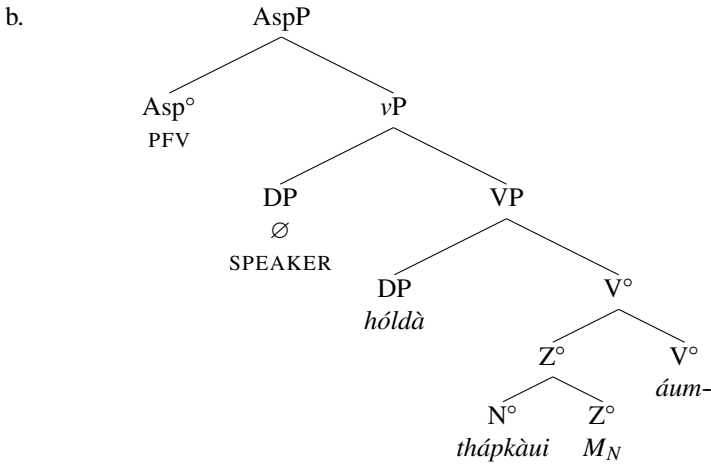 b. AspP
Asp° vP
PFV
DP VP
∅
SPEAKER
DP V°
hóldà
Z° V°
áum–
N° Z°
thápkàui M_N